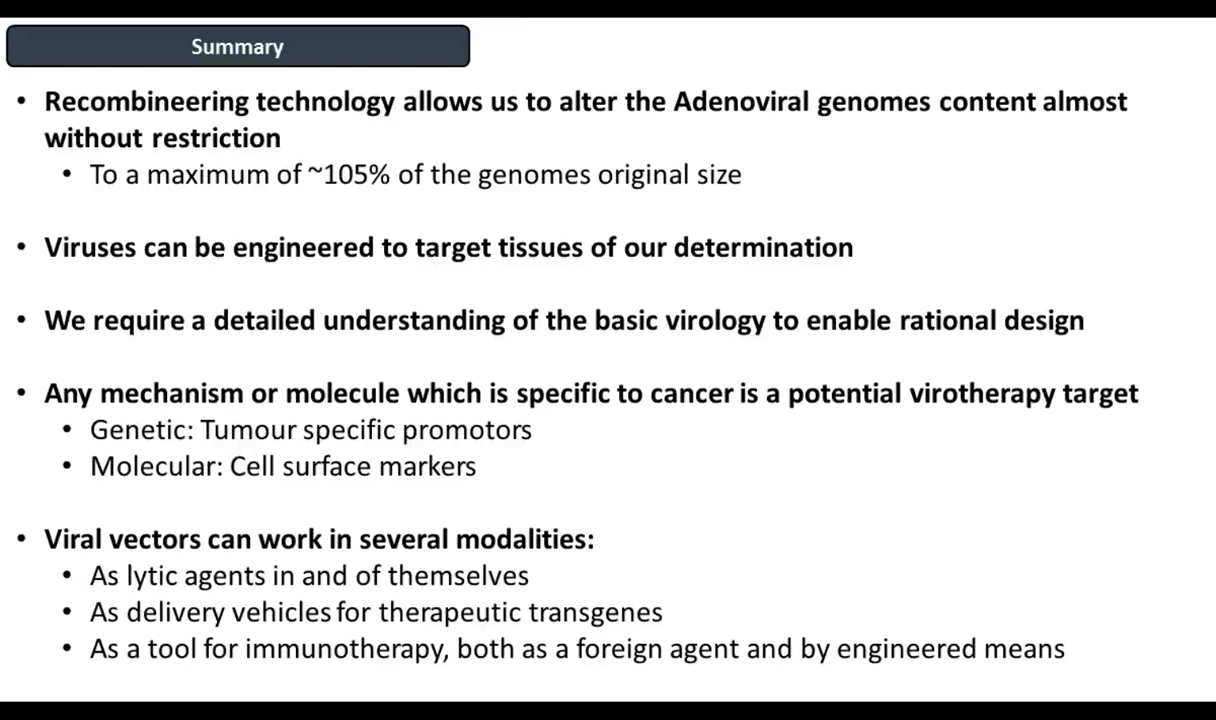 Summary
• Recombineering technology allows us to alter the Adenoviral genomes content almost
without restriction
• To a maximum of ~105% of the genomes original size
• Viruses can be engineered to target tissues of our determination
• We require a detailed understanding of the basic virology to enable rational design
• Any mechanism or molecule which is specific to cancer is a potential virotherapy target
• Genetic: Tumour specific promotors
• Molecular: Cell surface markers
• Viral vectors can work in several modalities:
• As lytic agents in and of themselves
• As delivery vehicles for therapeutic transgenes
• As a tool for immunotherapy, both as a foreign agent and by engineered means